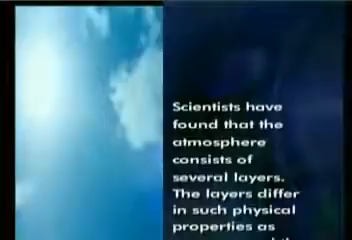 Scientists have
found that the
atmosphere
consists of
several layers.
The layers differ
in such physical
properties as